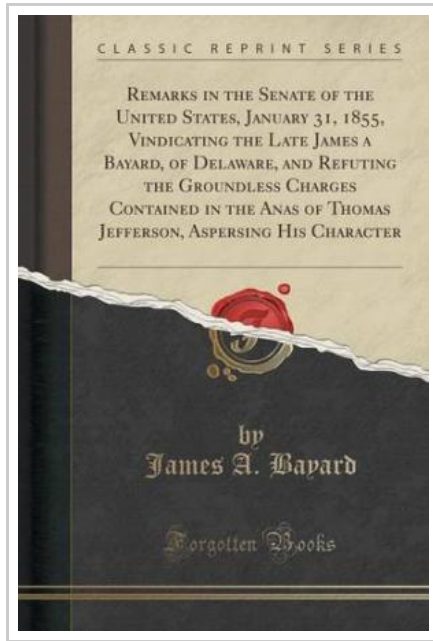 CLASSIC REPRINT SERIES
REMARKS IN THE SENATE OF THE
UNITED STATES, JANUARY 31, 1855,
VINDICATING THE LATE JAMES A
BAYARD, OF DELAWARE, AND REFUTING
THE GROUNDLESS CHARGES
CONTAINED IN THE ANAS OF THOMAS
JEFFERSON, ASPERSING HIS CHARACTER
by
James A. Bayard
Forgotten Books